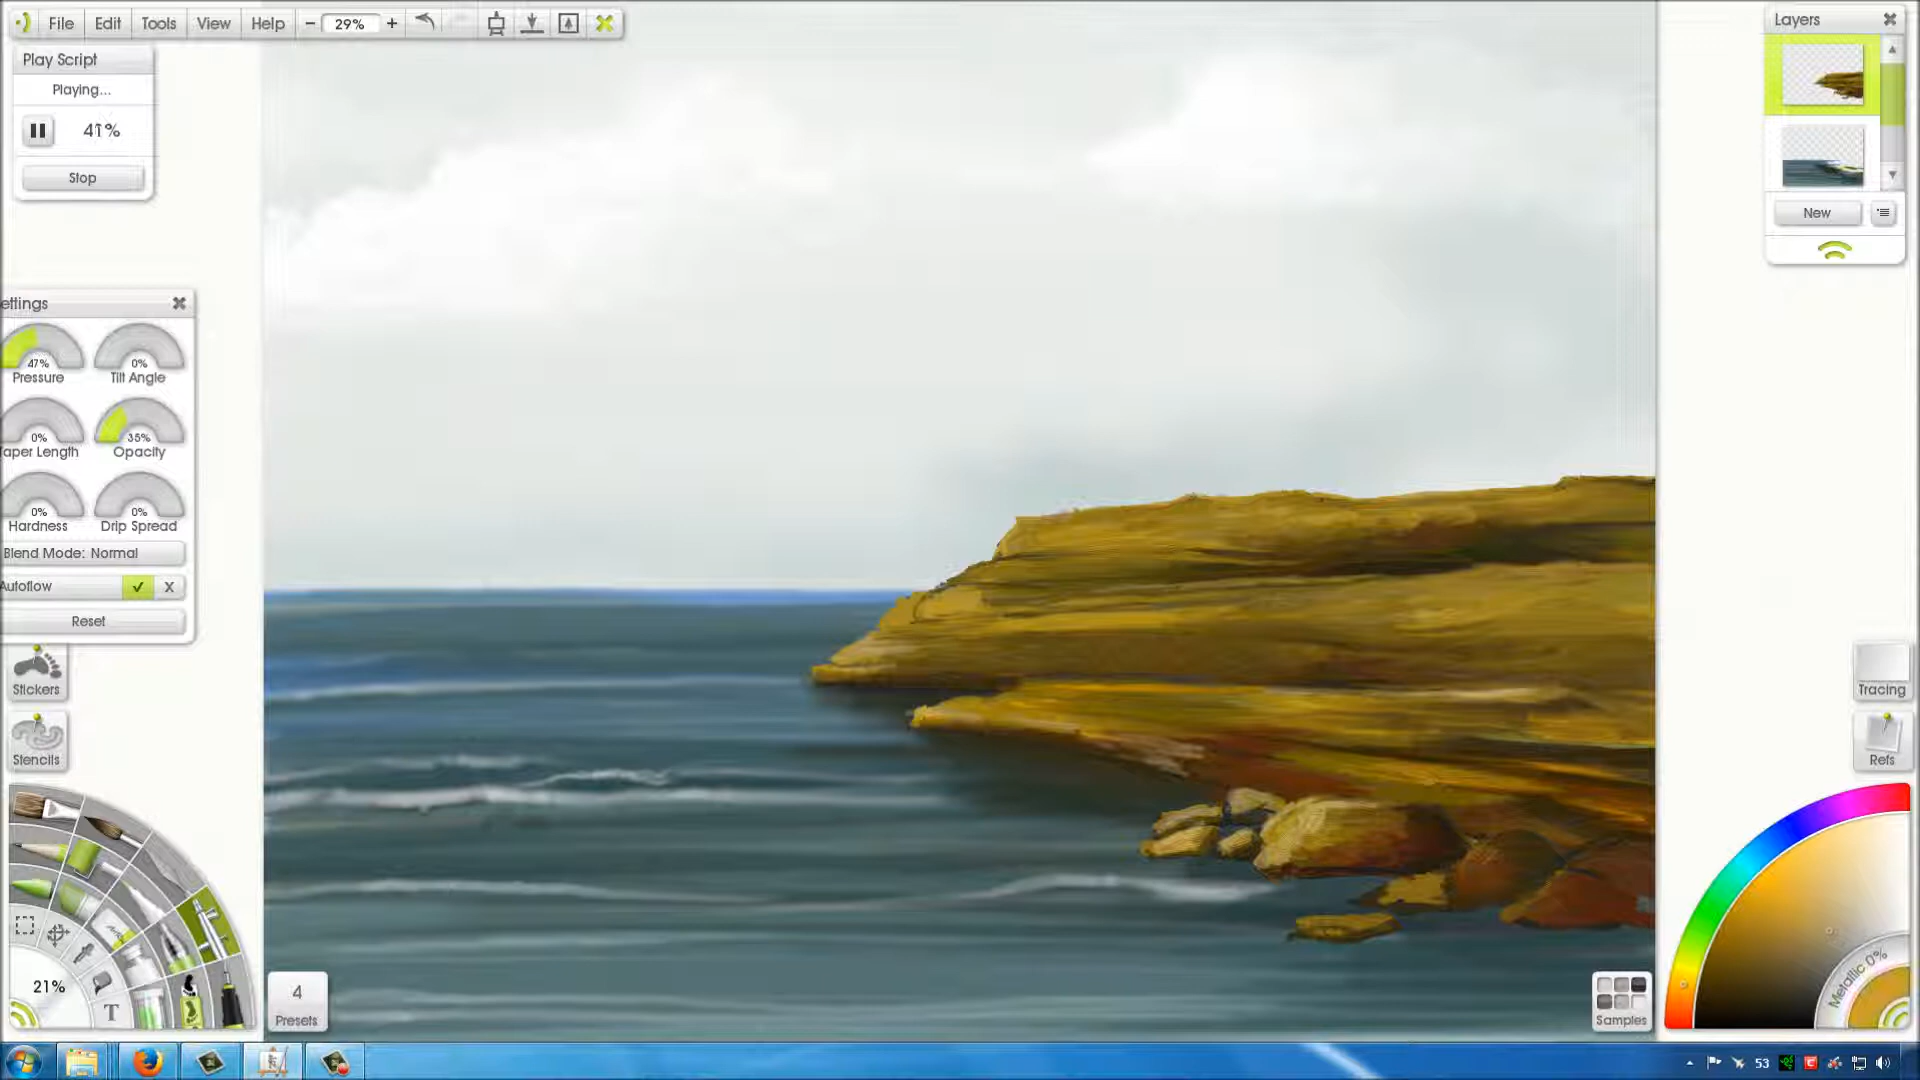 File Edit Tools View Help − 29% +
Play Script
Playing...
41%
Stop
Layers
New
ettings
47% 0%
Pressure Tilt Angle
0% 35%
aper Length Opacity
0% 0%
Hardness Drip Spread
Blend Mode: Normal
Autoflow X
Reset
Stickers
Stencils
21%
T
4
Presets
Tracing
Refs
Metallic 0%
Samples
53